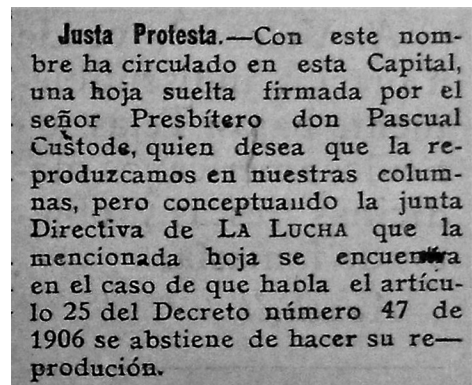 Justa Protesta.—Con este nom-
bre ha circulado en esta Capital,
una hoja suelta firmada por el
señor Presbítero don Pascual
Custode, quien desea que la re-
produzcamos en nuestras colum-
nas, pero conceptuando la junta
Directiva de LA LUCHA que la
mencionada hoja se encuentra
en el caso de que habla el artícu-
lo 25 del Decreto número 47 de
1906 se abstiene de hacer su re—
produción.